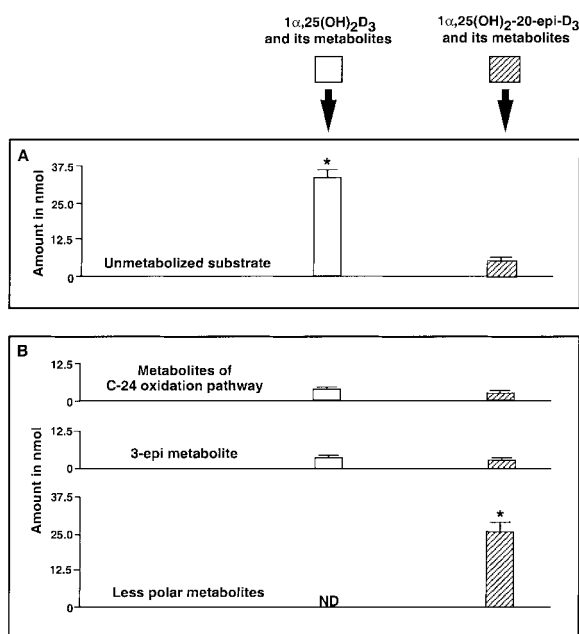 1α,25(OH)2D3
and its metabolites
1α,25(OH)2-20-epi-D3
and its metabolites
A
Amount in nmol
37.5
25.0
12.5
0
*
Unmetabolized substrate
B
Amount in nmol
12.5
0
Metabolites of
C-24 oxidation pathway
12.5
0
3-epi metabolite
37.5
25.0
12.5
0
*
Less polar metabolites
ND